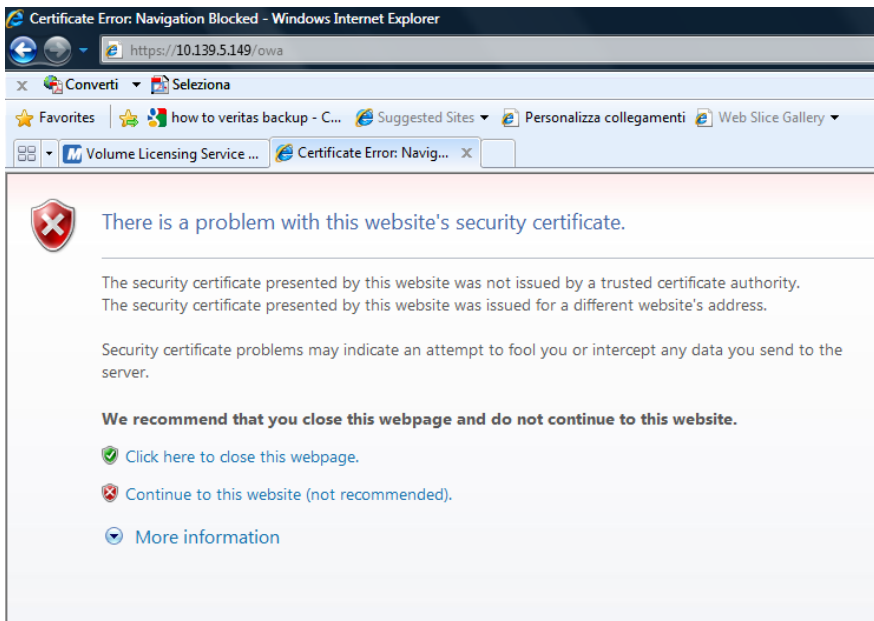 Certificate Error: Navigation Blocked - Windows Internet Explorer
https://10.139.5.149/owa
x Converti Seleziona
Favorites how to veritas backup - C... Suggested Sites Personalizza collegamenti Web Slice Gallery
Volume Licensing Service ... Certificate Error: Navig... x
There is a problem with this website's security certificate.
The security certificate presented by this website was not issued by a trusted certificate authority.
The security certificate presented by this website was issued for a different website's address.
Security certificate problems may indicate an attempt to fool you or intercept any data you send to the
server.
We recommend that you close this webpage and do not continue to this website.
Click here to close this webpage.
Continue to this website (not recommended).
More information